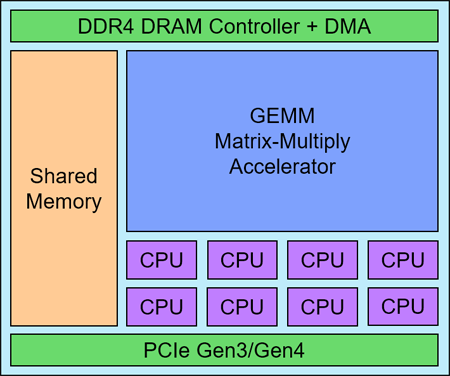 DDR4 DRAM Controller + DMA
Shared
Memory
GEMM
Matrix-Multiply
Accelerator
CPU CPU CPU CPU
CPU CPU CPU CPU
PCIe Gen3/Gen4